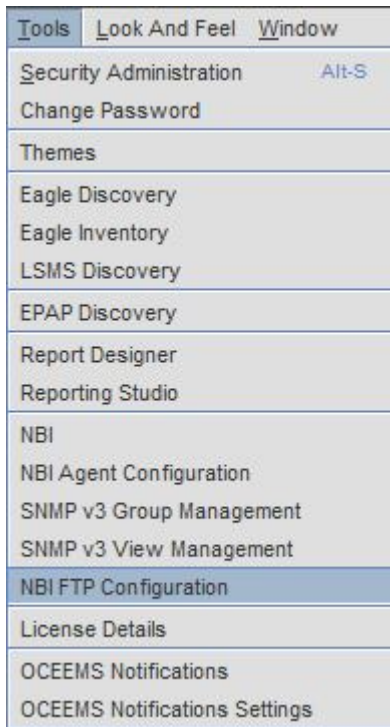 Tools Look And Feel Window
Security Administration Alt-S
Change Password
Themes
Eagle Discovery
Eagle Inventory
LSMS Discovery
EPAP Discovery
Report Designer
Reporting Studio
NBI
NBI Agent Configuration
SNMP v3 Group Management
SNMP v3 View Management
NBI FTP Configuration
License Details
OCEEMS Notifications
OCEEMS Notifications Settings